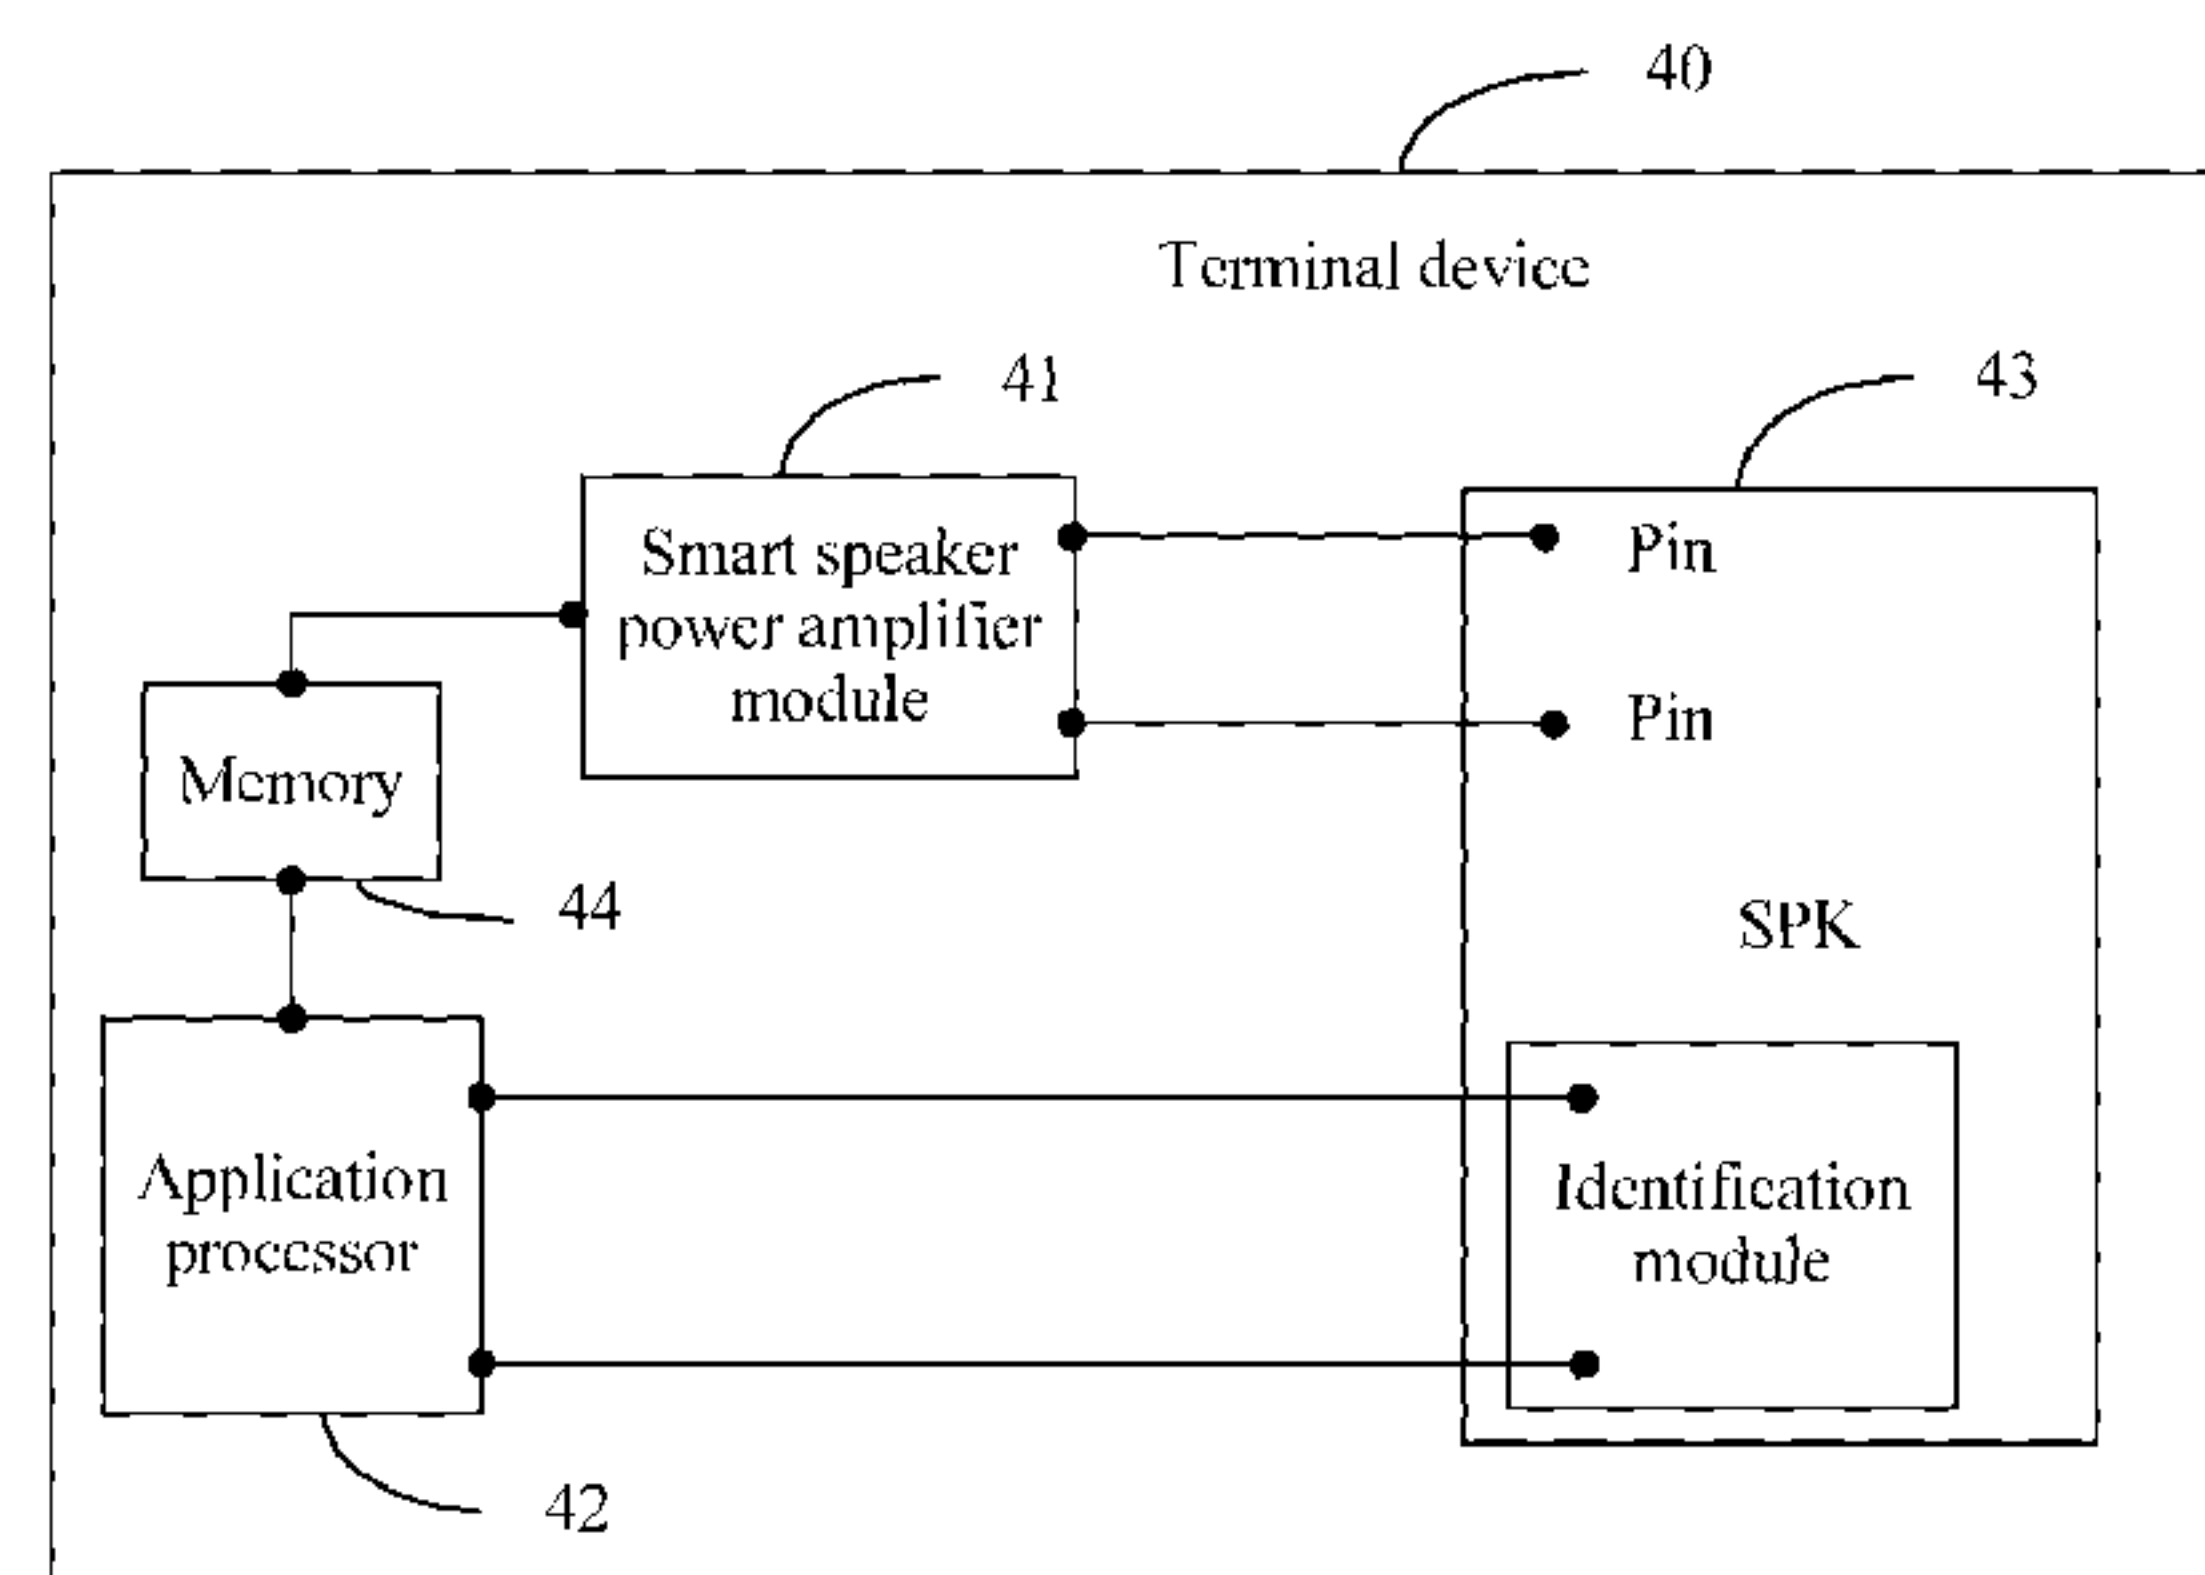 40
Terminal device
41
43
Smart speaker
power amplifier
module
Pin
Pin
Memory
44
SPK
Application
processor
Identification
module
42